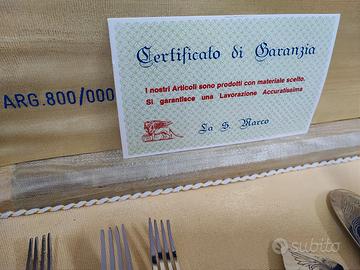 Certificato di Garanzia
I nostri Articoli sono prodotti con materiale scelto.
Si garantisce una Lavorazione Accuratissima
La S. Marco
ARG.800/000
subito